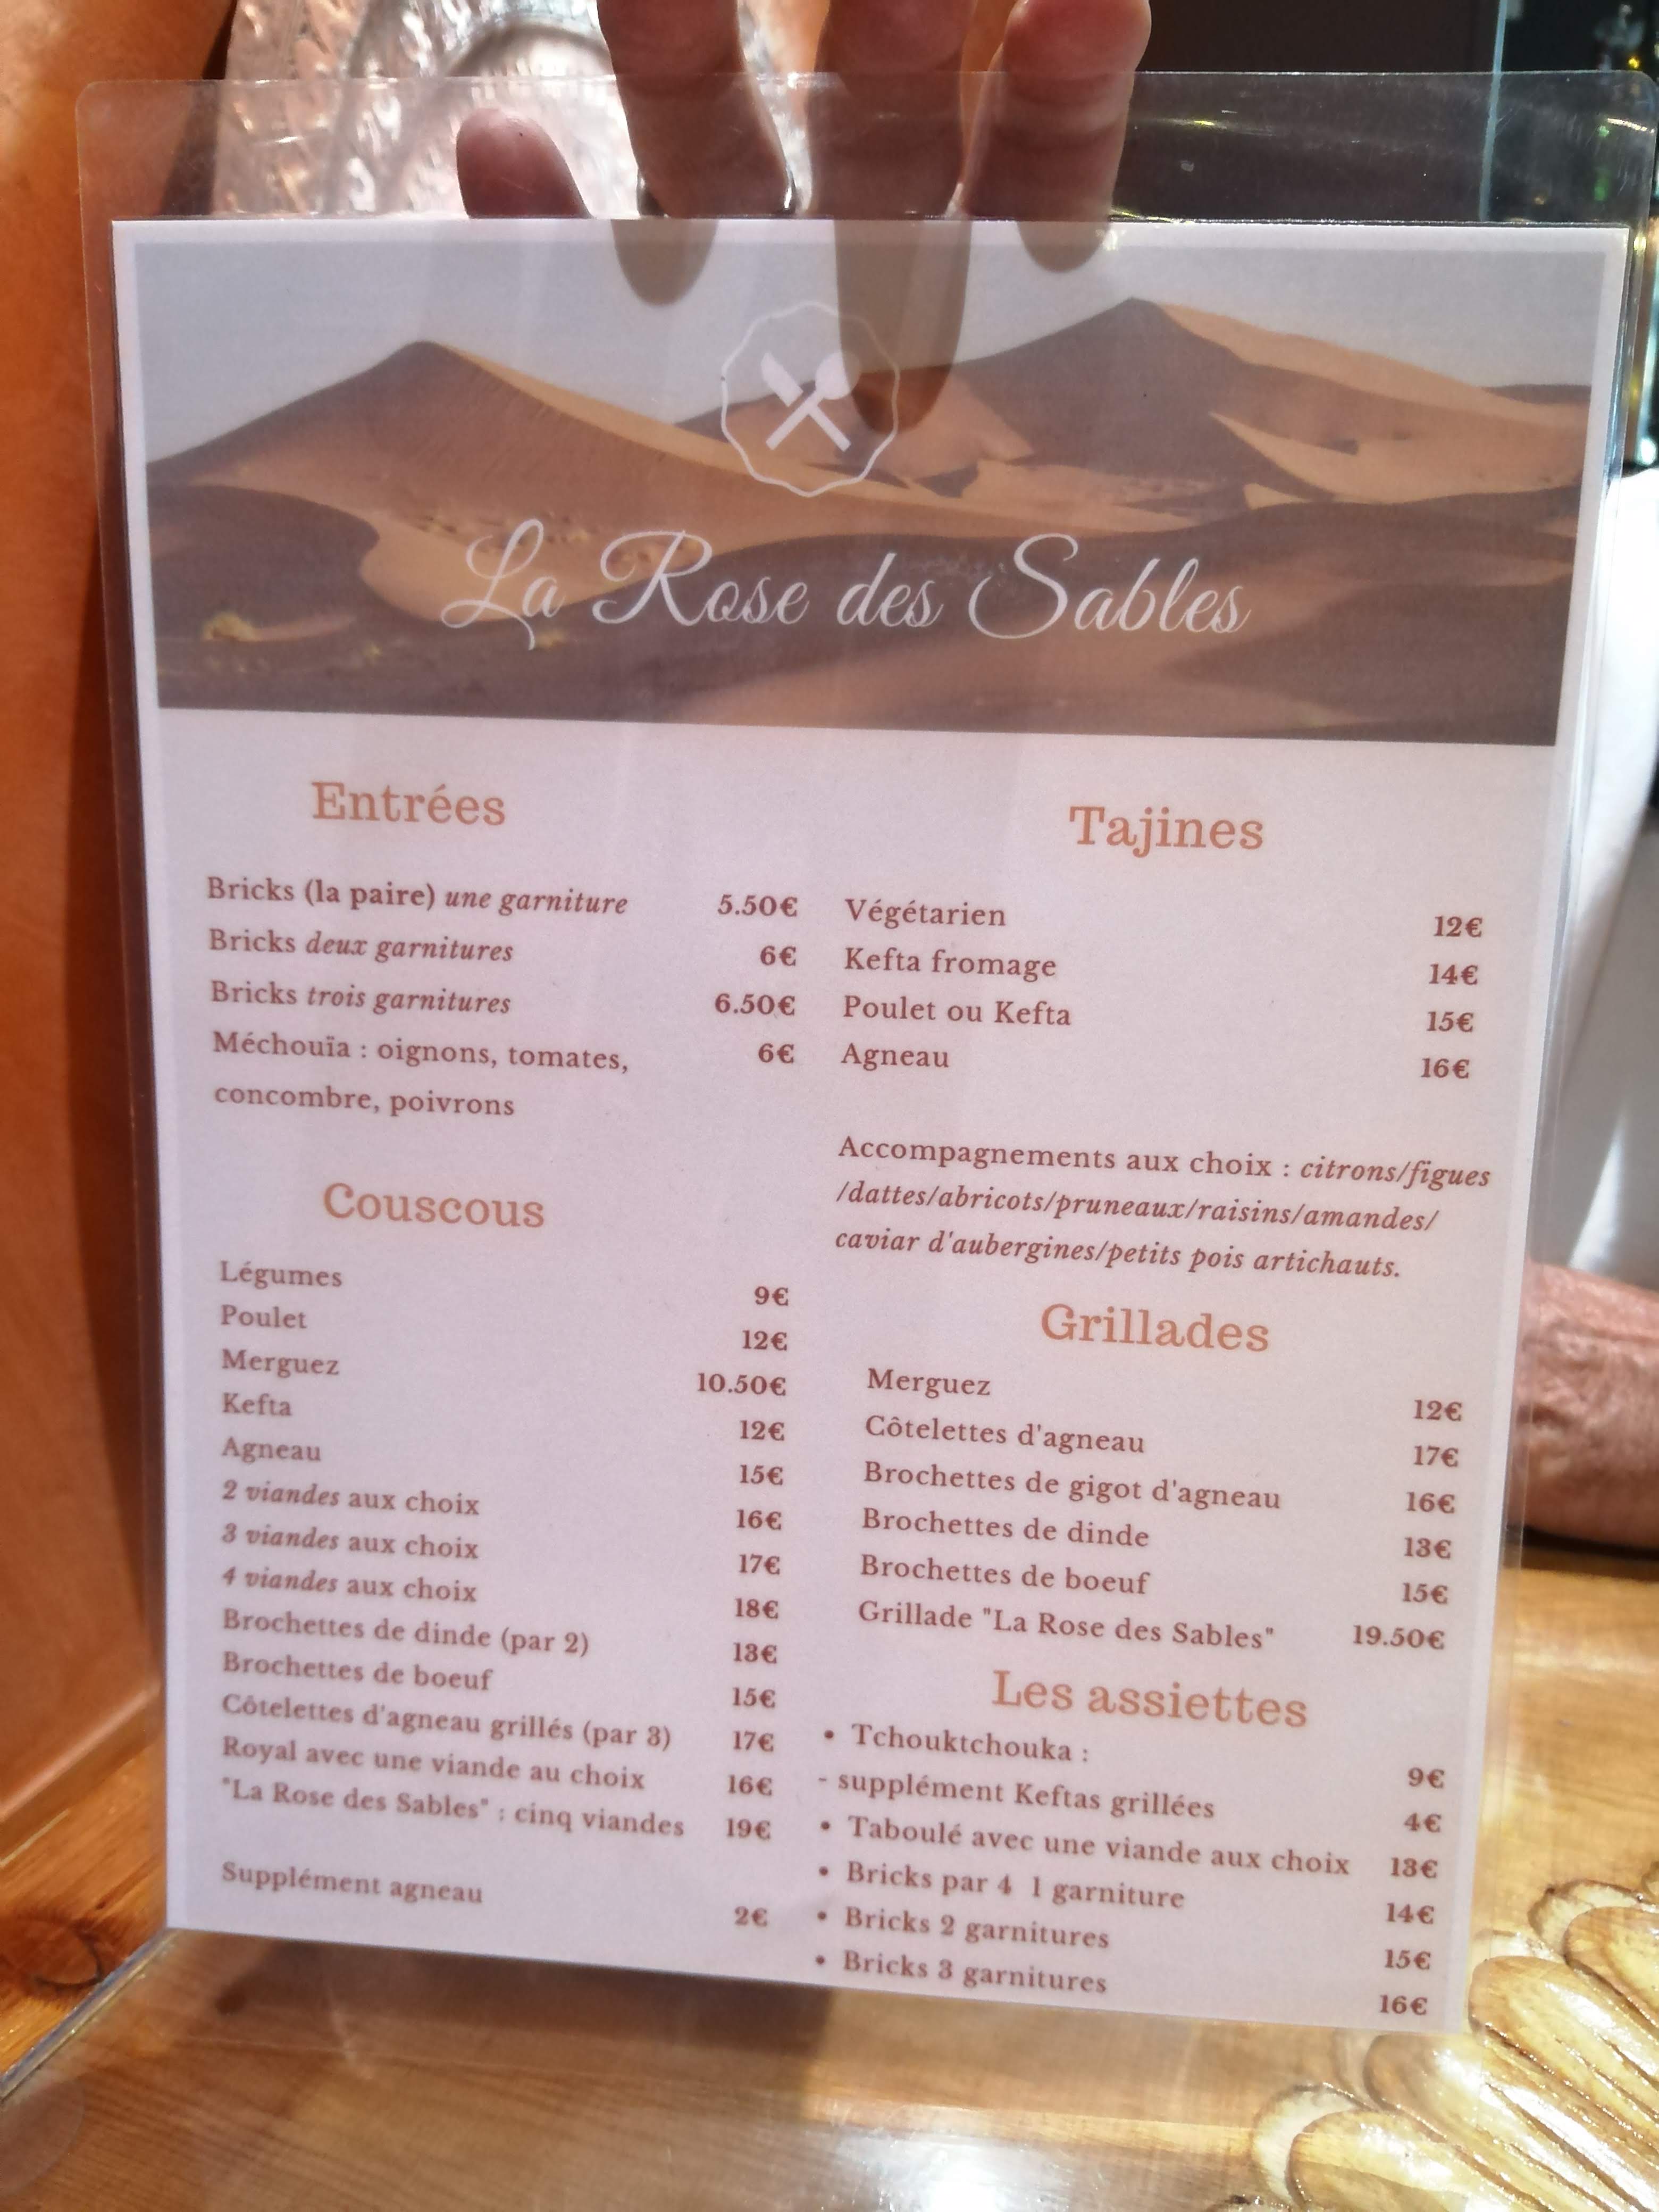 La Rose des Sables
Entrées
Bricks (la paire) une garniture 5.50€
Bricks deux garnitures 6€
Bricks trois garnitures 6.50€
Méchouïa : oignons, tomates, 6€
concombre, poivrons
Couscous
Légumes 9€
Poulet 12€
Merguez 10.50€
Kefta 12€
Agneau 15€
2 viandes aux choix 16€
3 viandes aux choix 17€
4 viandes aux choix 18€
Brochettes de dinde (par 2) 13€
Brochettes de boeuf 15€
Côtelettes d'agneau grillés (par 3) 17€
Royal avec une viande au choix 16€
"La Rose des Sables" : cinq viandes 19€
Supplément agneau 2€
Tajines
Végétarien 12€
Kefta fromage 14€
Poulet ou Kefta 15€
Agneau 16€
Accompagnements aux choix : citrons/figues
/dattes/abricots/pruneaux/raisins/amandes/
caviar d'aubergines/petits pois artichauts.
Grillades
Merguez 12€
Côtelettes d'agneau 17€
Brochettes de gigot d'agneau 16€
Brochettes de dinde 13€
Brochettes de boeuf 15€
Grillade "La Rose des Sables" 19.50€
Les assiettes
• Tchouktchouka : 9€
- supplément Keftas grillées 4€
• Taboulé avec une viande aux choix 13€
• Bricks par 4 1 garniture 14€
• Bricks 2 garnitures 15€
• Bricks 3 garnitures 16€